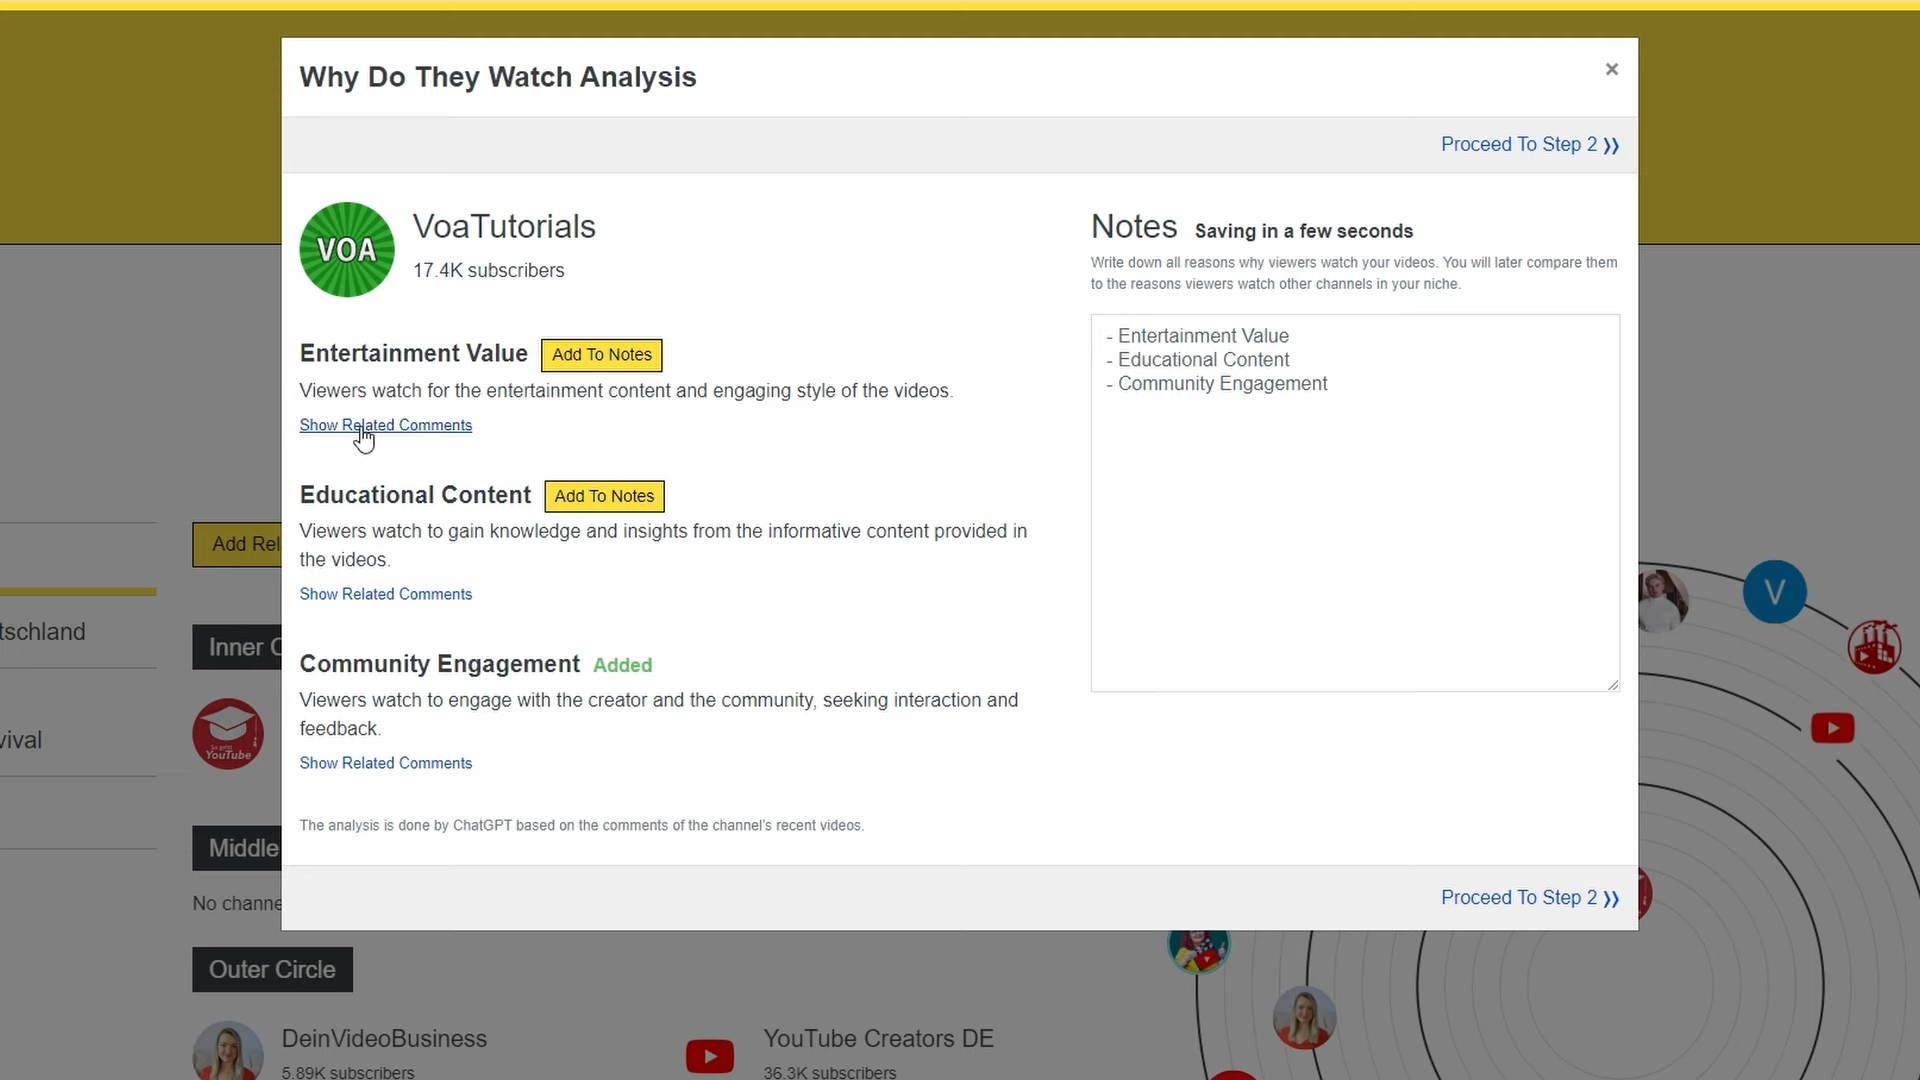 Why Do They Watch Analysis
×
Proceed To Step 2 ❭❭
VOA
VoaTutorials
17.4K subscribers
Notes Saving in a few seconds
Write down all reasons why viewers watch your videos. You will later compare them
to the reasons viewers watch other channels in your niche.
Entertainment Value Add To Notes
Viewers watch for the entertainment content and engaging style of the videos.
Show Related Comments
- Entertainment Value
- Educational Content
- Community Engagement
Educational Content Add To Notes
Viewers watch to gain knowledge and insights from the informative content provided in
the videos.
Show Related Comments
Community Engagement Added
Viewers watch to engage with the creator and the community, seeking interaction and
feedback.
Show Related Comments
The analysis is done by ChatGPT based on the comments of the channel's recent videos.
Proceed To Step 2 ❭❭
Add Rel
tschland
Inner C
YouTube
vival
Middle
No channe
Outer Circle
DeinVideoBusiness
5.89K subscribers
YouTube Creators DE
36.3K subscribers
V